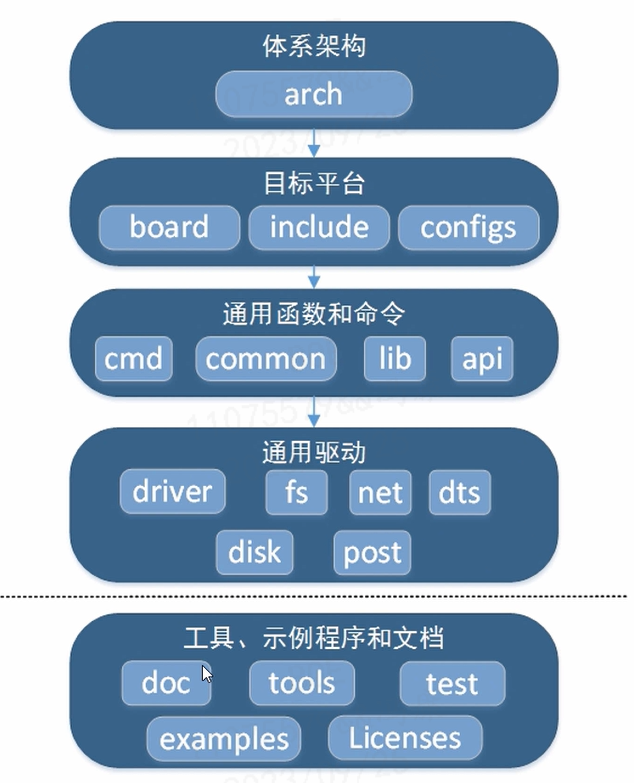 体系架构
arch
目标平台
board include configs
通用函数和命令
cmd common lib api
通用驱动
driver fs net dts
disk post
工具、示例程序和文档
doc tools test
examples Licenses